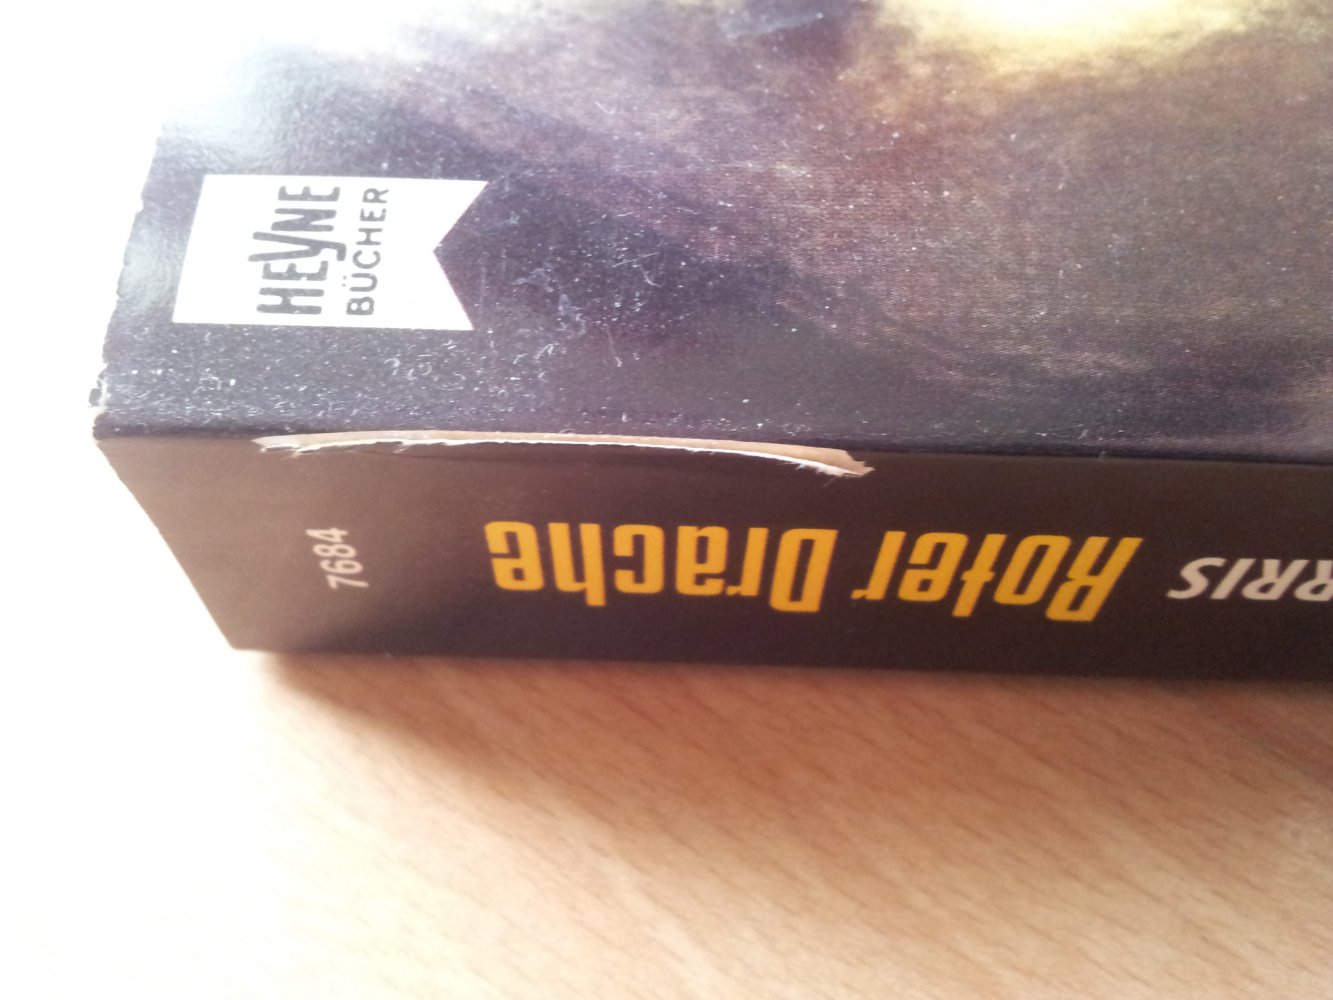 HEYNE
BÜCHER
RRIS Roter Drache
7684